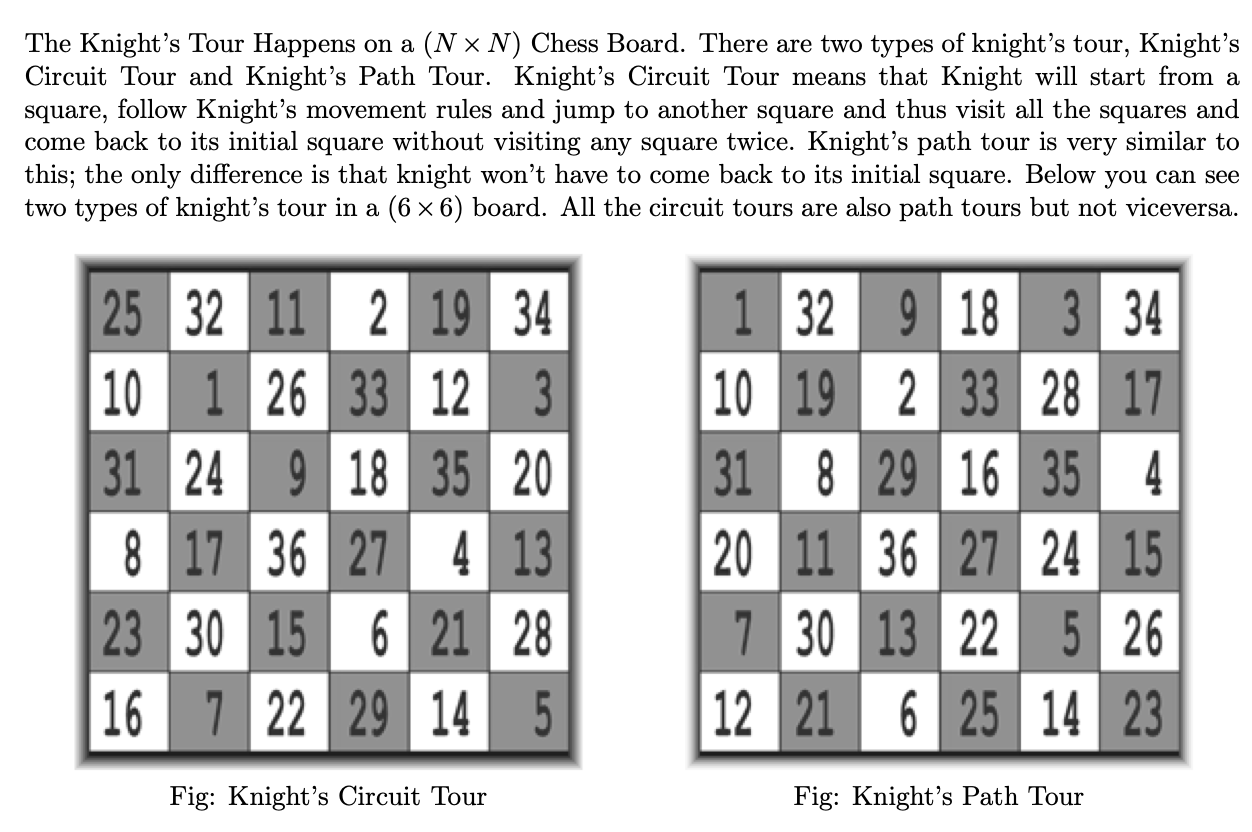 The Knight's Tour Happens on a (N × N) Chess Board. There are two types of knight's tour, Knight's
Circuit Tour and Knight's Path Tour. Knight's Circuit Tour means that Knight will start from a
square, follow Knight's movement rules and jump to another square and thus visit all the squares and
come back to its initial square without visiting any square twice. Knight's path tour is very similar to
this; the only difference is that knight won't have to come back to its initial square. Below you can see
two types of knight's tour in a (6 × 6) board. All the circuit tours are also path tours but not viceversa.
25 32 11 2 19 34
10 1 26 33 12 3
31 24 9 18 35 20
8 17 36 27 4 13
23 30 15 6 21 28
16 7 22 29 14 5
Fig: Knight's Circuit Tour
1 32 9 18 3 34
10 19 2 33 28 17
31 8 29 16 35 4
20 11 36 27 24 15
7 30 13 22 5 26
12 21 6 25 14 23
Fig: Knight's Path Tour